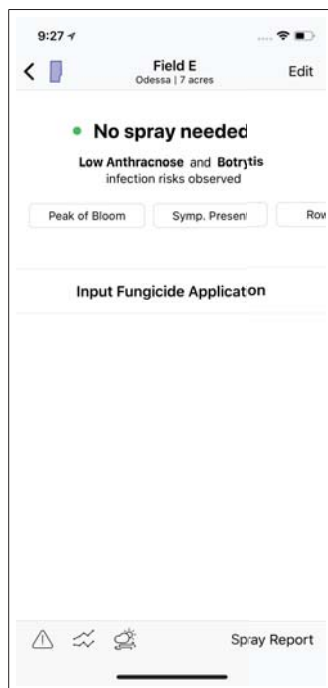 9:27
Field E
Odessa | 7 acres
Edit
No spray needed
Low Anthracnose and Botrytis
infection risks observed
Peak of Bloom
Symp. Present
Row
Input Fungicide Application
Spray Report